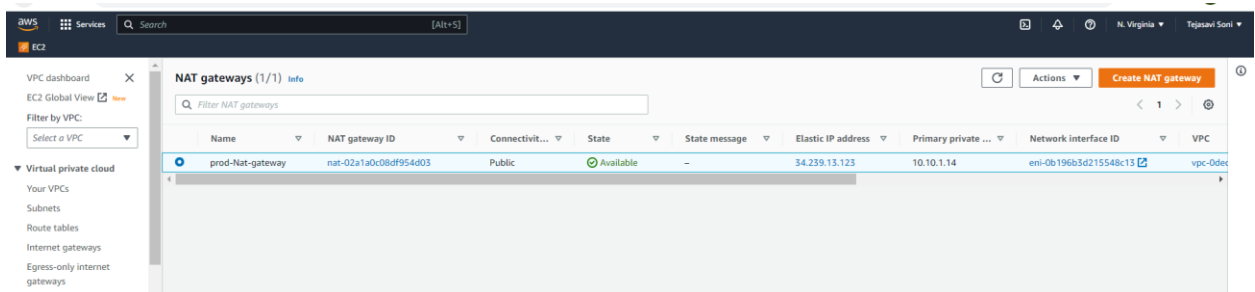 aws Services Search [Alt+S] N. Virginia Tejasavi Soni
EC2
VPC dashboard
EC2 Global View New
Filter by VPC:
Select a VPC
Virtual private cloud
Your VPCs
Subnets
Route tables
Internet gateways
Egress-only internet
gateways
NAT gateways (1/1) Info Actions Create NAT gateway
Filter NAT gateways 1
Name NAT gateway ID Connectivit... State State message Elastic IP address Primary private ... Network interface ID VPC
prod-Nat-gateway nat-02a1a0c08df954d03 Public Available – 34.239.13.123 10.10.1.14 eni-0b196b3d215548c13 vpc-0dec